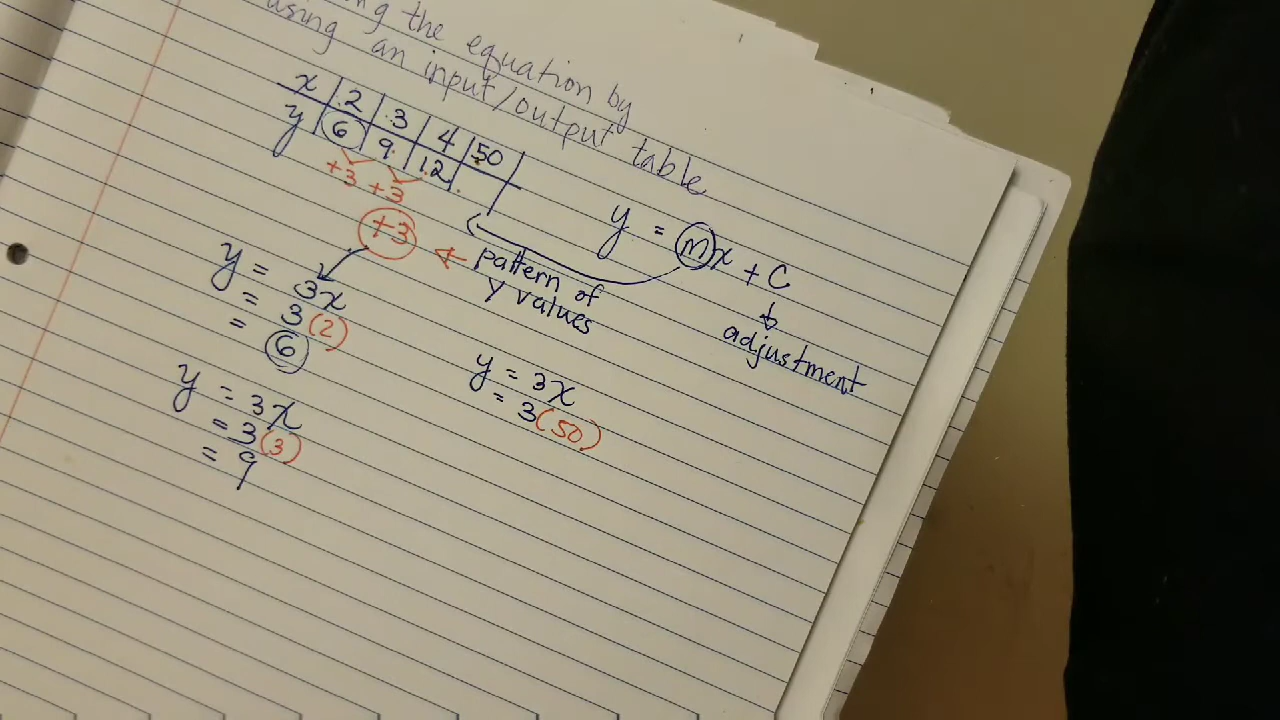 the equation by
using an input/output table
x 2 3 4 50
y 6 9 12
+3 +3
+3
pattern of
y values
y = mx + C
adjustment
y = 3x
= 3(2)
= 6
y = 3x
= 3(3)
= 9
y = 3x
= 3(50)